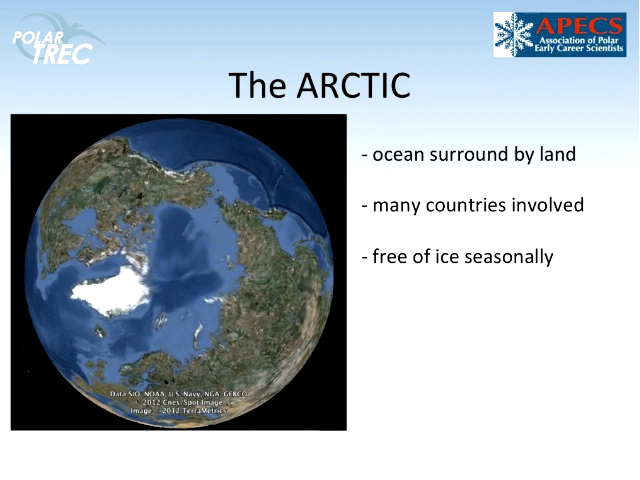 POLAR
TREC
APECS
Association of Polar
Early Career Scientists
The ARCTIC
- ocean surround by land
- many countries involved
- free of ice seasonally
Data SIO, NOAA, U.S. Navy, NGA, GEBCO
© 2012 Cnes/Spot Image
Image © 2012 TerraMetrics